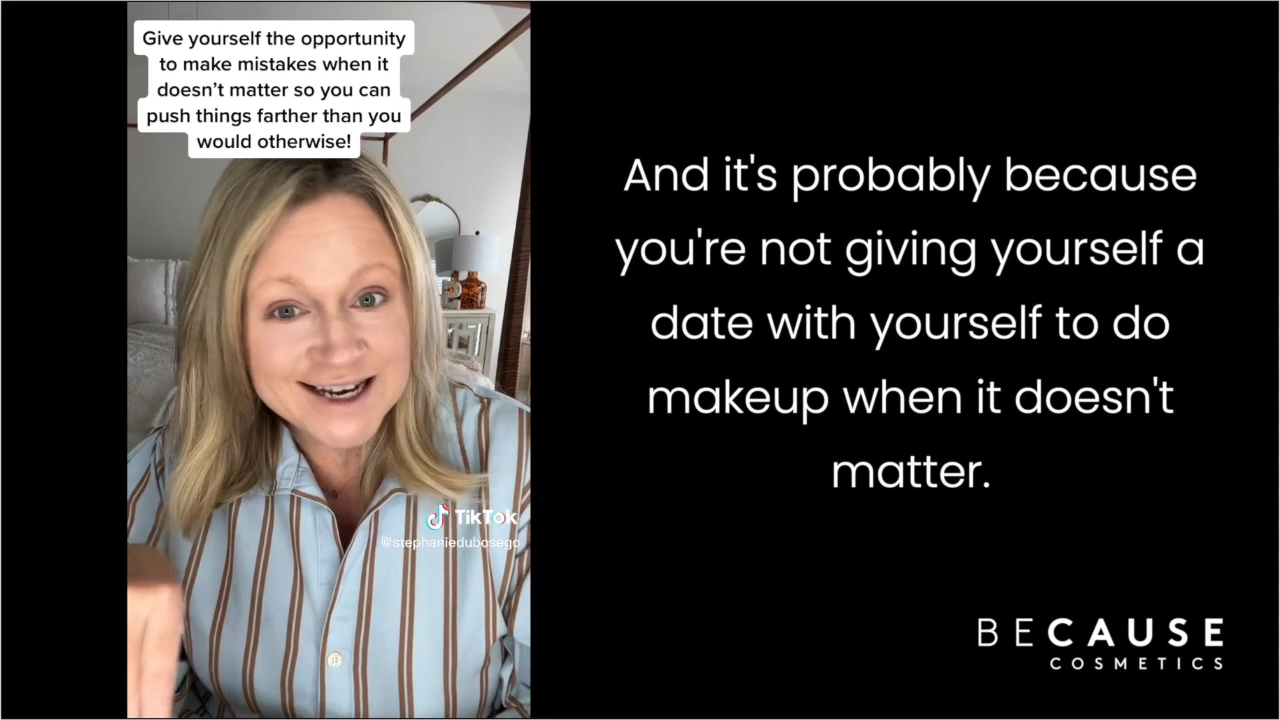 Give yourself the opportunity
to make mistakes when it
doesn’t matter so you can
push things farther than you
would otherwise!
TikTok
@stephaniedubosego
And it's probably because
you're not giving yourself a
date with yourself to do
makeup when it doesn't
matter.
BECAUSE
COSMETICS